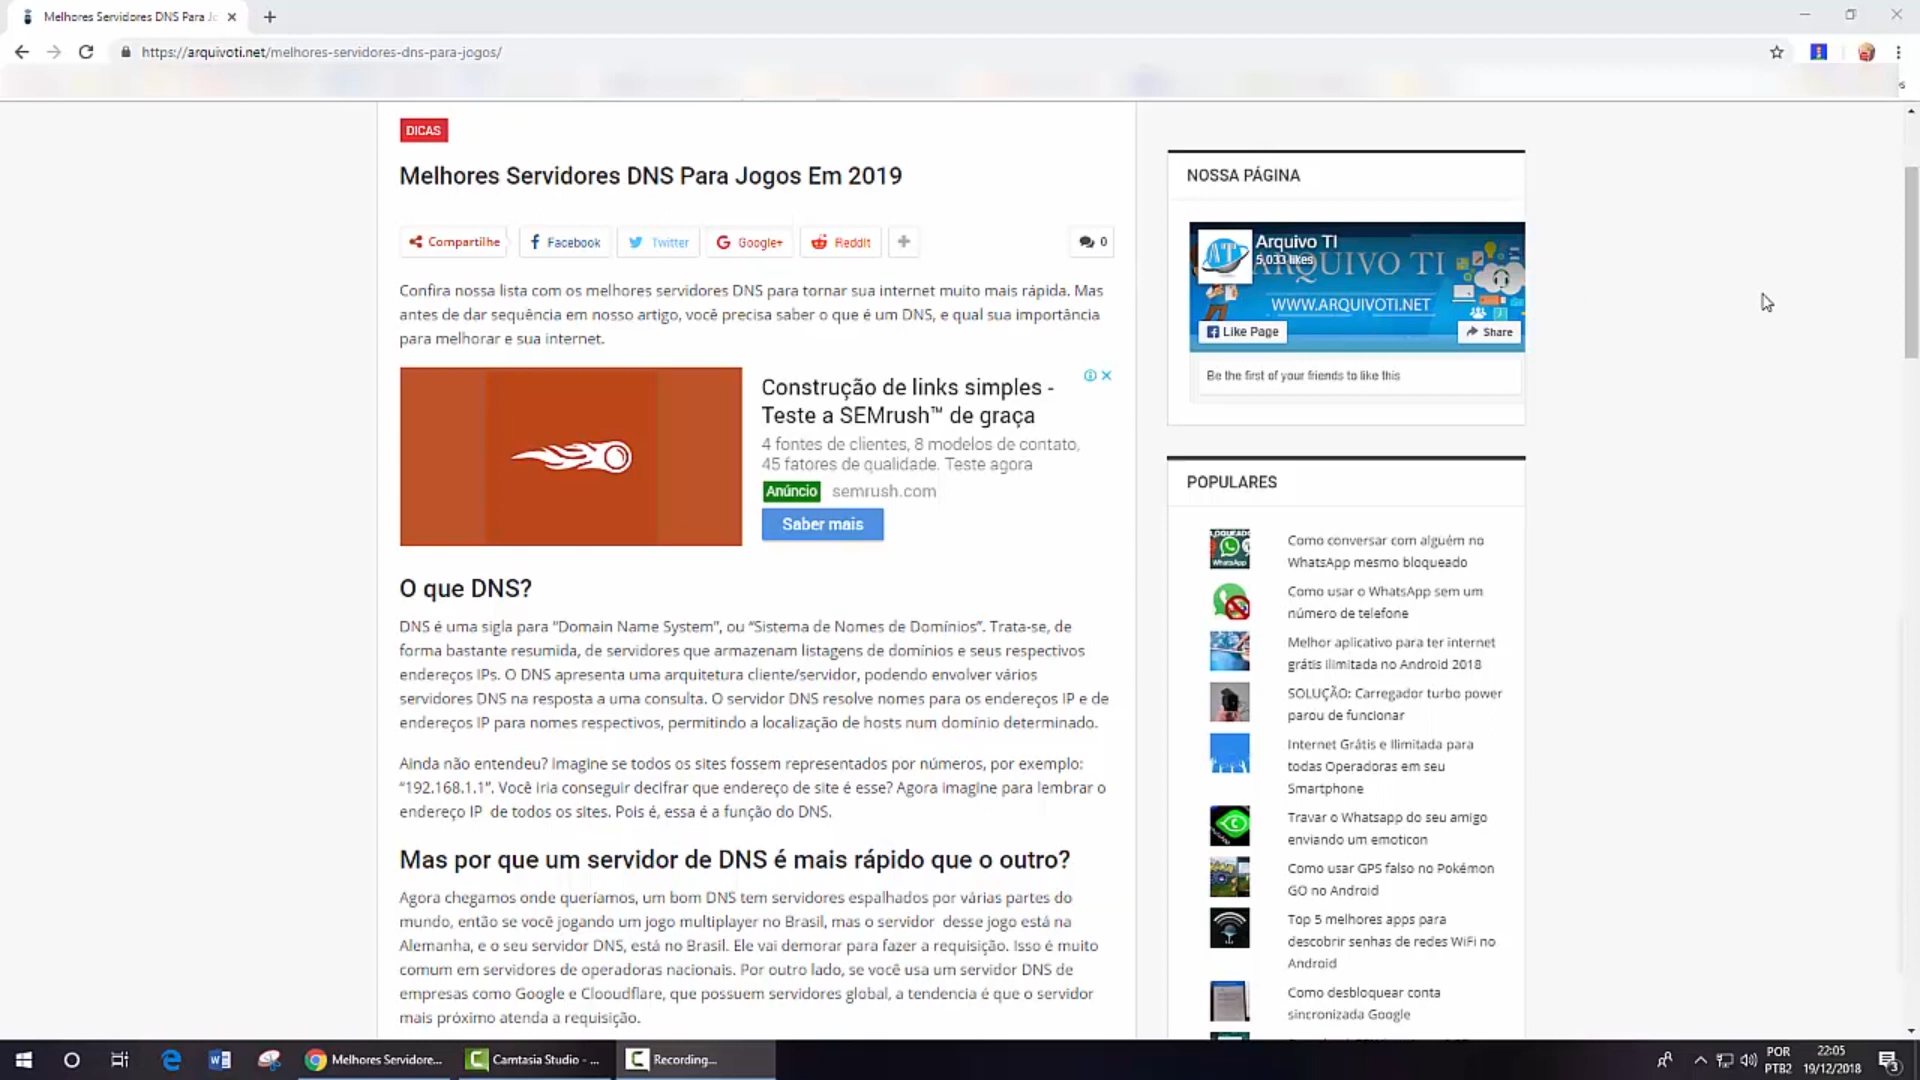 Melhores Servidores DNS Para Jo
https://arquivoti.net/melhores-servidores-dns-para-jogos/
DICAS
Melhores Servidores DNS Para Jogos Em 2019
Compartilhe
Facebook
Twitter
Google+
ReddIt
0
Confira nossa lista com os melhores servidores DNS para tornar sua internet muito mais rápida. Mas
antes de dar sequência em nosso artigo, você precisa saber o que é um DNS, e qual sua importância
para melhorar e sua internet.
Construção de links simples -
Teste a SEMrush™ de graça
4 fontes de clientes, 8 modelos de contato,
45 fatores de qualidade. Teste agora
Anúncio semrush.com
Saber mais
O que DNS?
DNS é uma sigla para "Domain Name System", ou "Sistema de Nomes de Domínios". Trata-se, de
forma bastante resumida, de servidores que armazenam listagens de domínios e seus respectivos
endereços IPs. O DNS apresenta uma arquitetura cliente/servidor, podendo envolver vários
servidores DNS na resposta a uma consulta. O servidor DNS resolve nomes para os endereços IP e de
endereços IP para nomes respectivos, permitindo a localização de hosts num domínio determinado.
Ainda não entendeu? Imagine se todos os sites fossem representados por números, por exemplo:
"192.168.1.1". Você iria conseguir decifrar que endereço de site é esse? Agora imagine para lembrar o
endereço IP de todos os sites. Pois é, essa é a função do DNS.
Mas por que um servidor de DNS é mais rápido que o outro?
Agora chegamos onde queríamos, um bom DNS tem servidores espalhados por várias partes do
mundo, então se você jogando um jogo multiplayer no Brasil, mas o servidor desse jogo está na
Alemanha, e o seu servidor DNS, está no Brasil. Ele vai demorar para fazer a requisição. Isso é muito
comum em servidores de operadoras nacionais. Por outro lado, se você usa um servidor DNS de
empresas como Google e Clooudflare, que possuem servidores global, a tendencia é que o servidor
mais próximo atenda a requisição.
NOSSA PÁGINA
Arquivo TI
5,033 likes
ARQUIVO TI
WWW.ARQUIVOTI.NET
Like Page
Share
Be the first of your friends to like this
POPULARES
Como conversar com alguém no
WhatsApp mesmo bloqueado
Como usar o WhatsApp sem um
número de telefone
Melhor aplicativo para ter internet
grátis ilimitada no Android 2018
SOLUÇÃO: Carregador turbo power
parou de funcionar
Internet Grátis e Ilimitada para
todas Operadoras em seu
Smartphone
Travar o Whatsapp do seu amigo
enviando um emoticon
Como usar GPS falso no Pokémon
GO no Android
Top 5 melhores apps para
descobrir senhas de redes WiFi no
Android
Como desbloquear conta
sincronizada Google
Melhores Servidore...
Camtasia Studio - ...
Recording...
POR
PTB2
22:05
19/12/2018
3